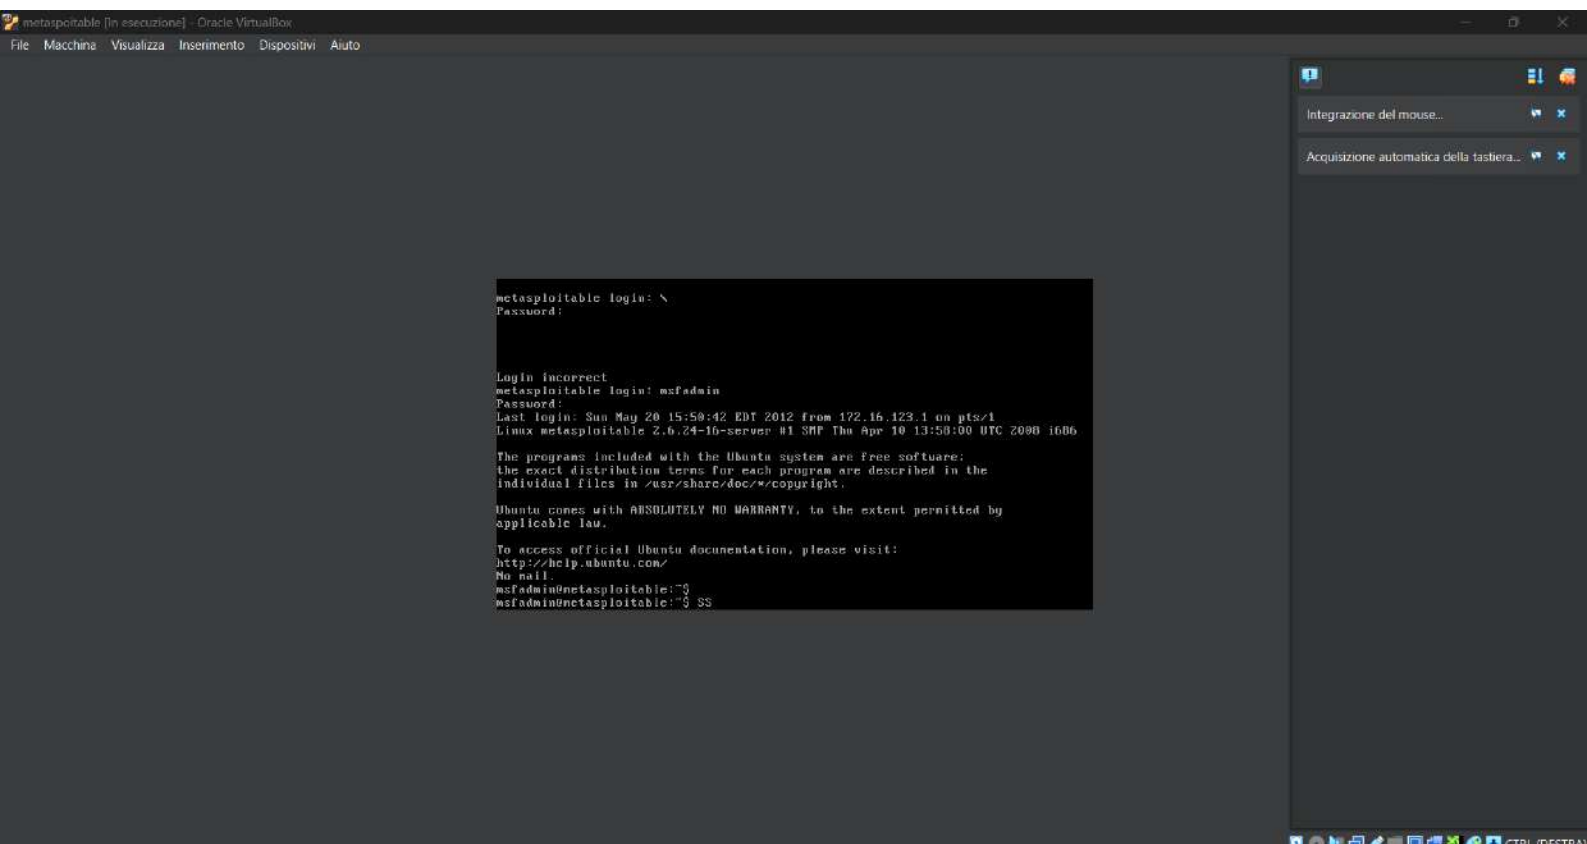 metaspoitable [In esecuzione] - Oracle VirtualBox
File Macchina Visualizza Inserimento Dispositivi Aiuto
Integrazione del mouse...
Acquisizione automatica della tastiera...
metasploitable login: \
Password:
Login incorrect
metasploitable login: msfadmin
Password:
Last login: Sun May 20 15:50:42 EDT 2012 from 172.16.123.1 on pts/1
Linux metasploitable 2.6.24-16-server #1 SMP Thu Apr 10 13:58:00 UTC 2008 i686
The programs included with the Ubuntu system are free software;
the exact distribution terms for each program are described in the
individual files in /usr/share/doc/*/copyright.
Ubuntu comes with ABSOLUTELY NO WARRANTY, to the extent permitted by
applicable law.
To access official Ubuntu documentation, please visit:
http://help.ubuntu.com/
No mail.
msfadmin@metasploitable:~$
msfadmin@metasploitable:~$ SS
CTRL (DESTRA)